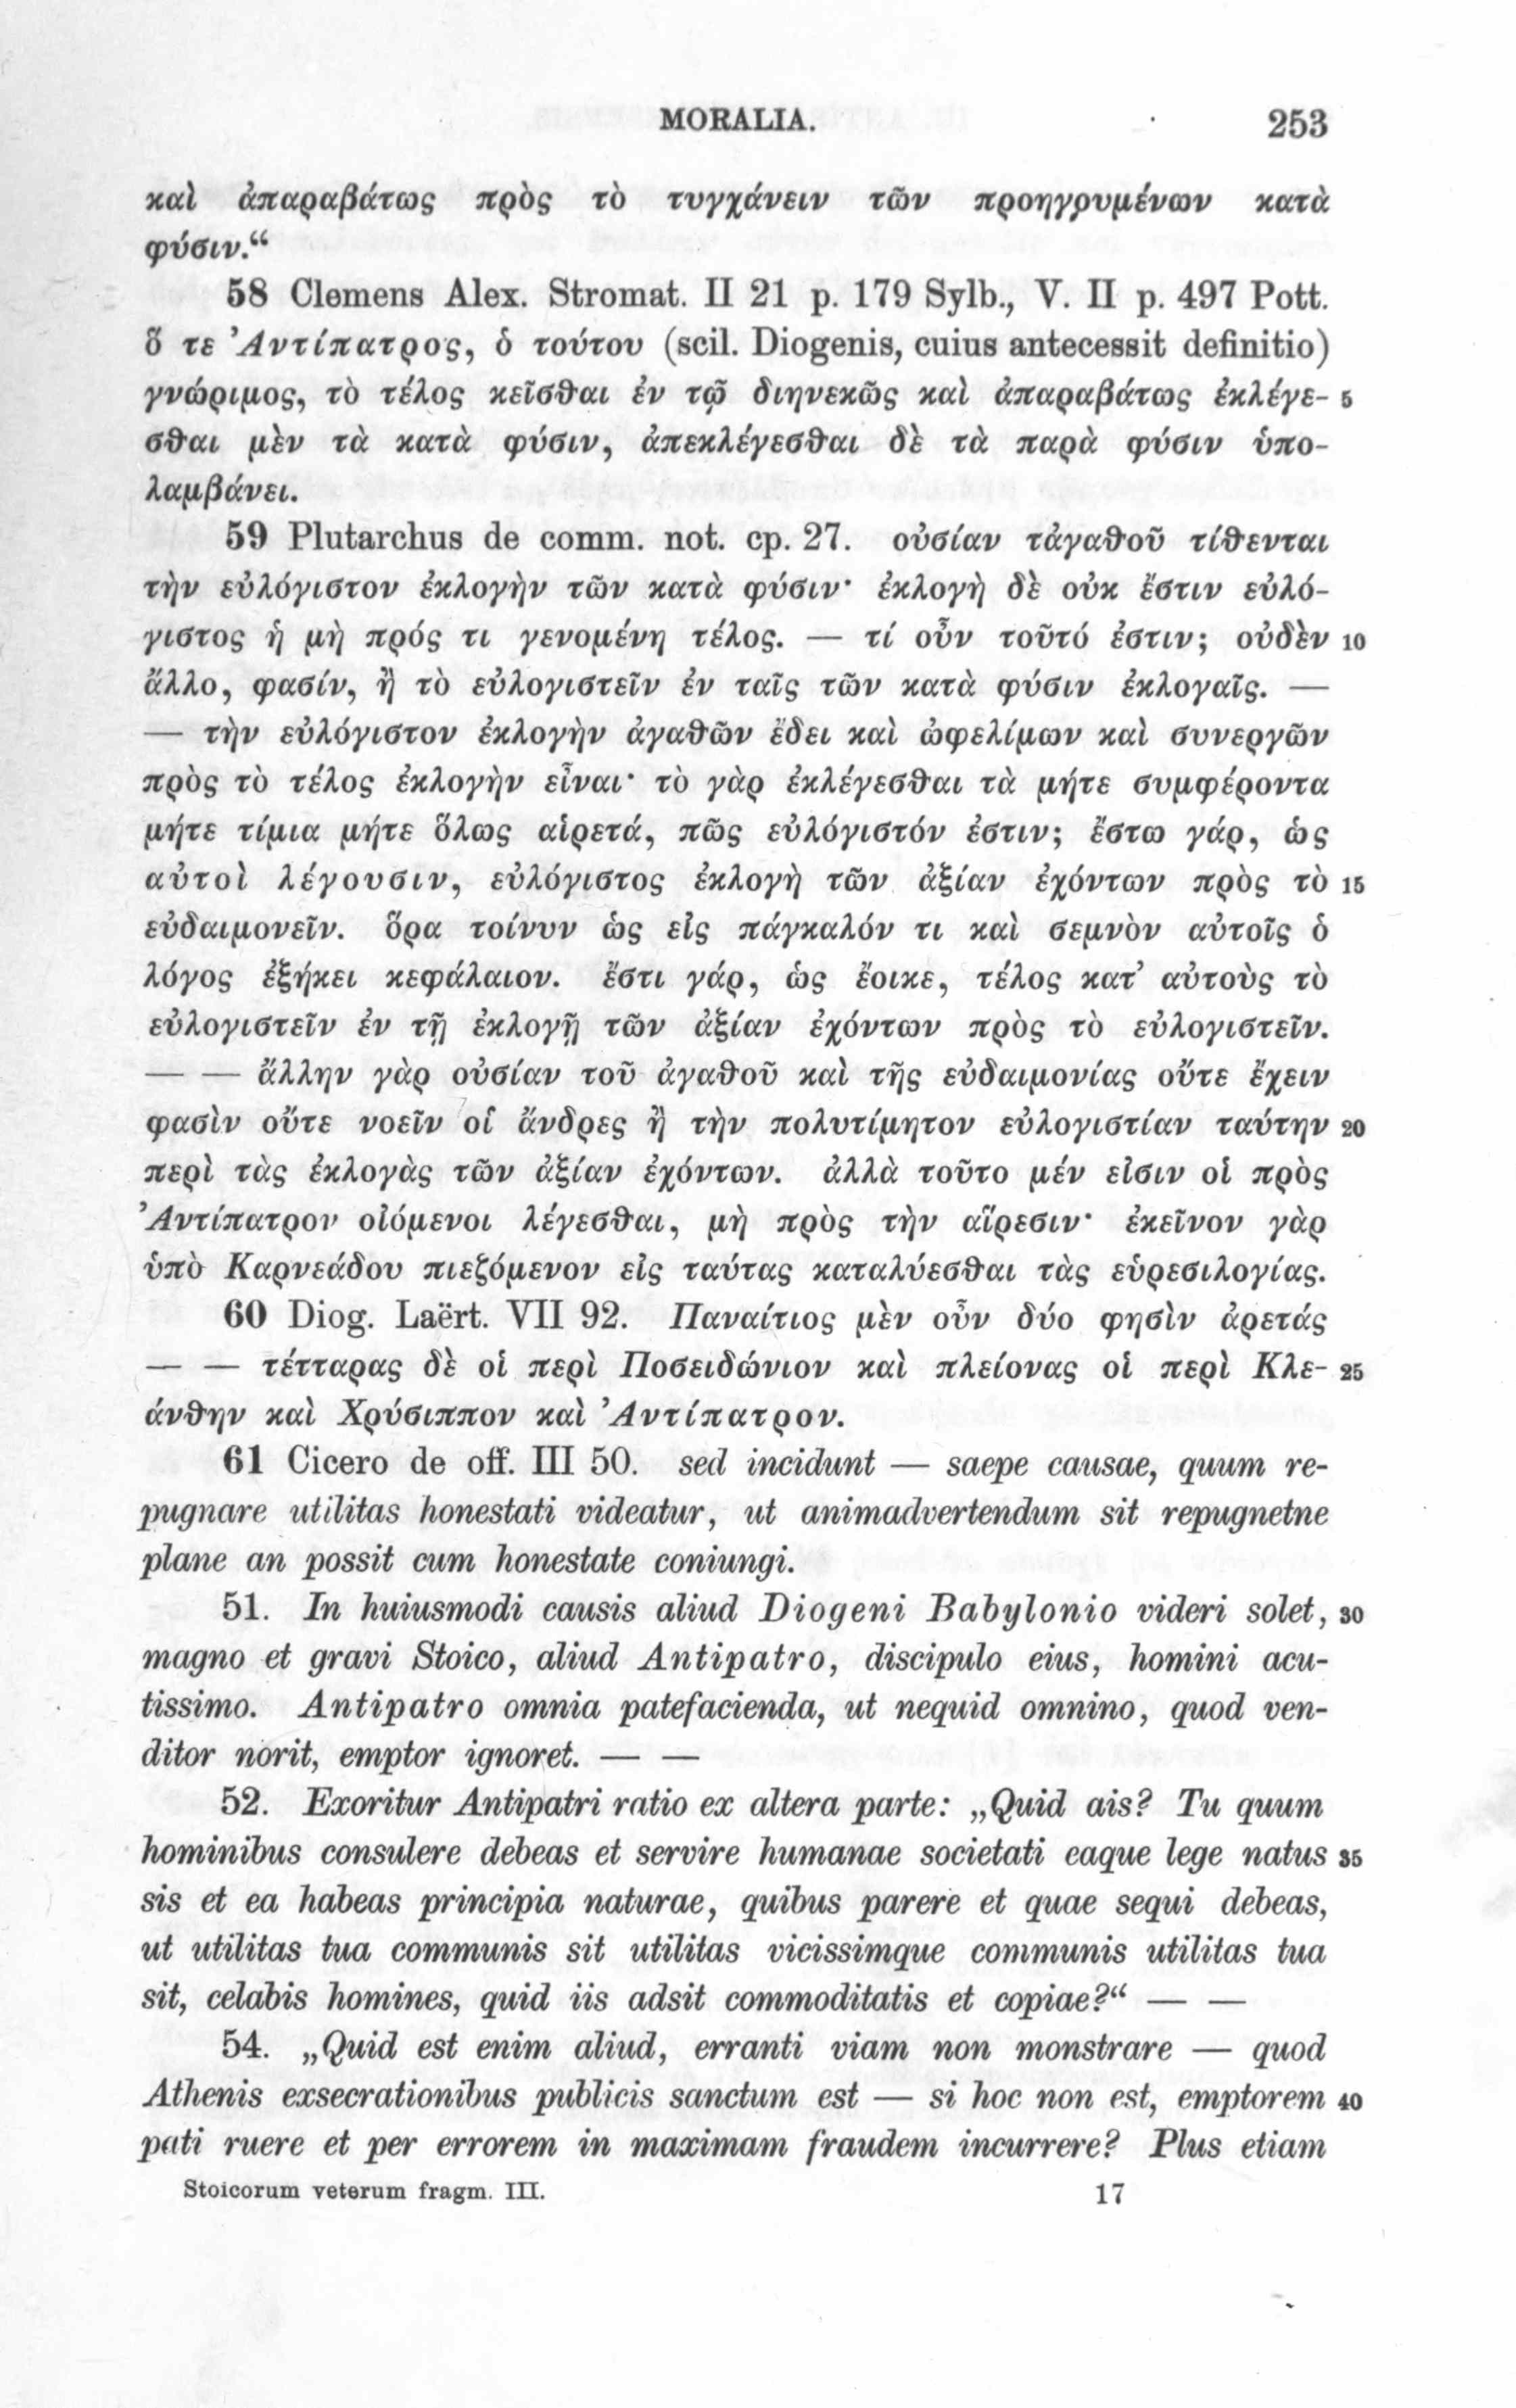 MORALIA. 253
καὶ ἀπαραβάτως πρὸς τὸ τυγχάνειν τῶν προηγρυμένων κατὰ
φύσιν.“
58 Clemens Alex. Stromat. II 21 p. 179 Sylb., V. II p. 497 Pott.
ὅ τε Ἀντίπατρος, ὁ τούτου (scil. Diogenis, cuius antecessit definitio)
γνώριμος, τὸ τέλος κεῖσθαι ἐν τῷ διηνεκῶς καὶ ἀπαραβάτως ἐκλέγε- 5
σθαι μὲν τὰ κατὰ φύσιν, ἀπεκλέγεσθαι δὲ τὰ παρὰ φύσιν ὑπο-
λαμβάνει.
59 Plutarchus de comm. not. cp. 27. οὐσίαν τἀγαθοῦ τίθενται
τὴν εὐλόγιστον ἐκλογὴν τῶν κατὰ φύσιν· ἐκλογὴ δὲ οὐκ ἔστιν εὐλό-
γιστος ἡ μὴ πρός τι γενομένη τέλος. — τί οὖν τοῦτό ἐστιν; οὐδὲν 10
ἄλλο, φασίν, ἢ τὸ εὐλογιστεῖν ἐν ταῖς τῶν κατὰ φύσιν ἐκλογαῖς. —
— τὴν εὐλόγιστον ἐκλογὴν ἀγαθῶν ἔδει καὶ ὠφελίμων καὶ συνεργῶν
πρὸς τὸ τέλος ἐκλογὴν εἶναι· τὸ γὰρ ἐκλέγεσθαι τὰ μήτε συμφέροντα
μήτε τίμια μήτε ὅλως αἱρετά, πῶς εὐλόγιστόν ἐστιν; ἔστω γάρ, ὡς
αὐτοὶ λέγουσιν, εὐλόγιστος ἐκλογὴ τῶν ἀξίαν ἐχόντων πρὸς τὸ 15
εὐδαιμονεῖν. ὅρα τοίνυν ὡς εἰς πάγκαλόν τι καὶ σεμνὸν αὐτοῖς ὁ
λόγος ἐξήκει κεφάλαιον. ἔστι γάρ, ὡς ἔοικε, τέλος κατ’ αὐτοὺς τὸ
εὐλογιστεῖν ἐν τῇ ἐκλογῇ τῶν ἀξίαν ἐχόντων πρὸς τὸ εὐλογιστεῖν.
— — ἄλλην γὰρ οὐσίαν τοῦ ἀγαθοῦ καὶ τῆς εὐδαιμονίας οὔτε ἔχειν
φασὶν οὔτε νοεῖν οἱ ἄνδρες ἢ τὴν πολυτίμητον εὐλογιστίαν ταύτην 20
περὶ τὰς ἐκλογὰς τῶν ἀξίαν ἐχόντων. ἀλλὰ τοῦτο μέν εἰσιν οἱ πρὸς
Ἀντίπατρον οἰόμενοι λέγεσθαι, μὴ πρὸς τὴν αἵρεσιν· ἐκεῖνον γὰρ
ὑπὸ Καρνεάδου πιεζόμενον εἰς ταύτας καταλύεσθαι τὰς εὑρεσιλογίας.
60 Diog. Laërt. VII 92. Παναίτιος μὲν οὖν δύο φησὶν ἀρετάς
— — τέτταρας δὲ οἱ περὶ Ποσειδώνιον καὶ πλείονας οἱ περὶ Κλε- 25
άνθην καὶ Χρύσιππον καὶ Ἀντίπατρον.
61 Cicero de off. III 50. sed incidunt — saepe causae, quum re-
pugnare utilitas honestati videatur, ut animadvertendum sit repugnetne
plane an possit cum honestate coniungi.
51. In huiusmodi causis aliud Diogeni Babylonio videri solet, 30
magno et gravi Stoico, aliud Antipatro, discipulo eius, homini acu-
tissimo. Antipatro omnia patefacienda, ut nequid omnino, quod ven-
ditor norit, emptor ignoret. — —
52. Exoritur Antipatri ratio ex altera parte: „Quid ais? Tu quum
hominibus consulere debeas et servire humanae societati eaque lege natus 35
sis et ea habeas principia naturae, quibus parere et quae sequi debeas,
ut utilitas tua communis sit utilitas vicissimque communis utilitas tua
sit, celabis homines, quid iis adsit commoditatis et copiae?“ — —
54. „Quid est enim aliud, erranti viam non monstrare — quod
Athenis exsecrationibus publicis sanctum est — si hoc non est, emptorem 40
pati ruere et per errorem in maximam fraudem incurrere? Plus etiam
Stoicorum veterum fragm. III. 17